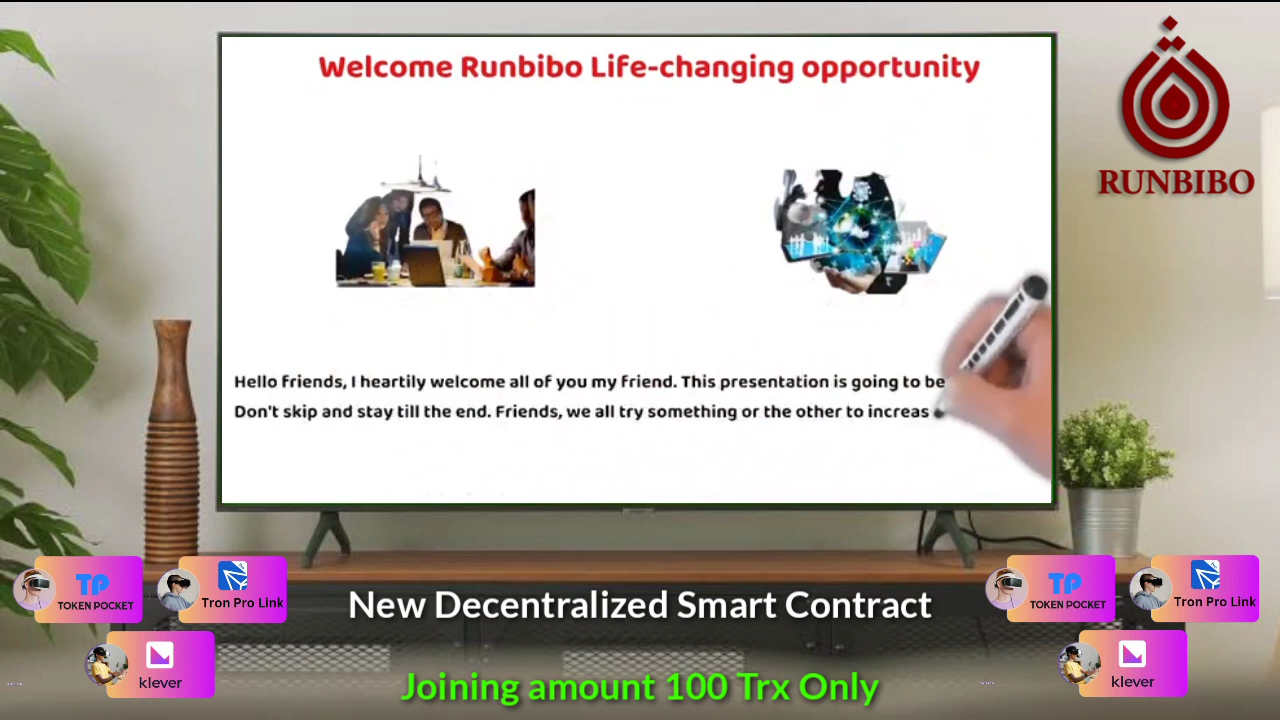 Welcome Runbibo Life-changing opportunity
RUNBIBO
Hello friends, I heartily welcome all of you my friend. This presentation is going to be
Don't skip and stay till the end. Friends, we all try something or the other to increas
TP
TOKEN POCKET
Tron Pro Link
klever
New Decentralized Smart Contract
Joining amount 100 Trx Only
TP
TOKEN POCKET
Tron Pro Link
klever